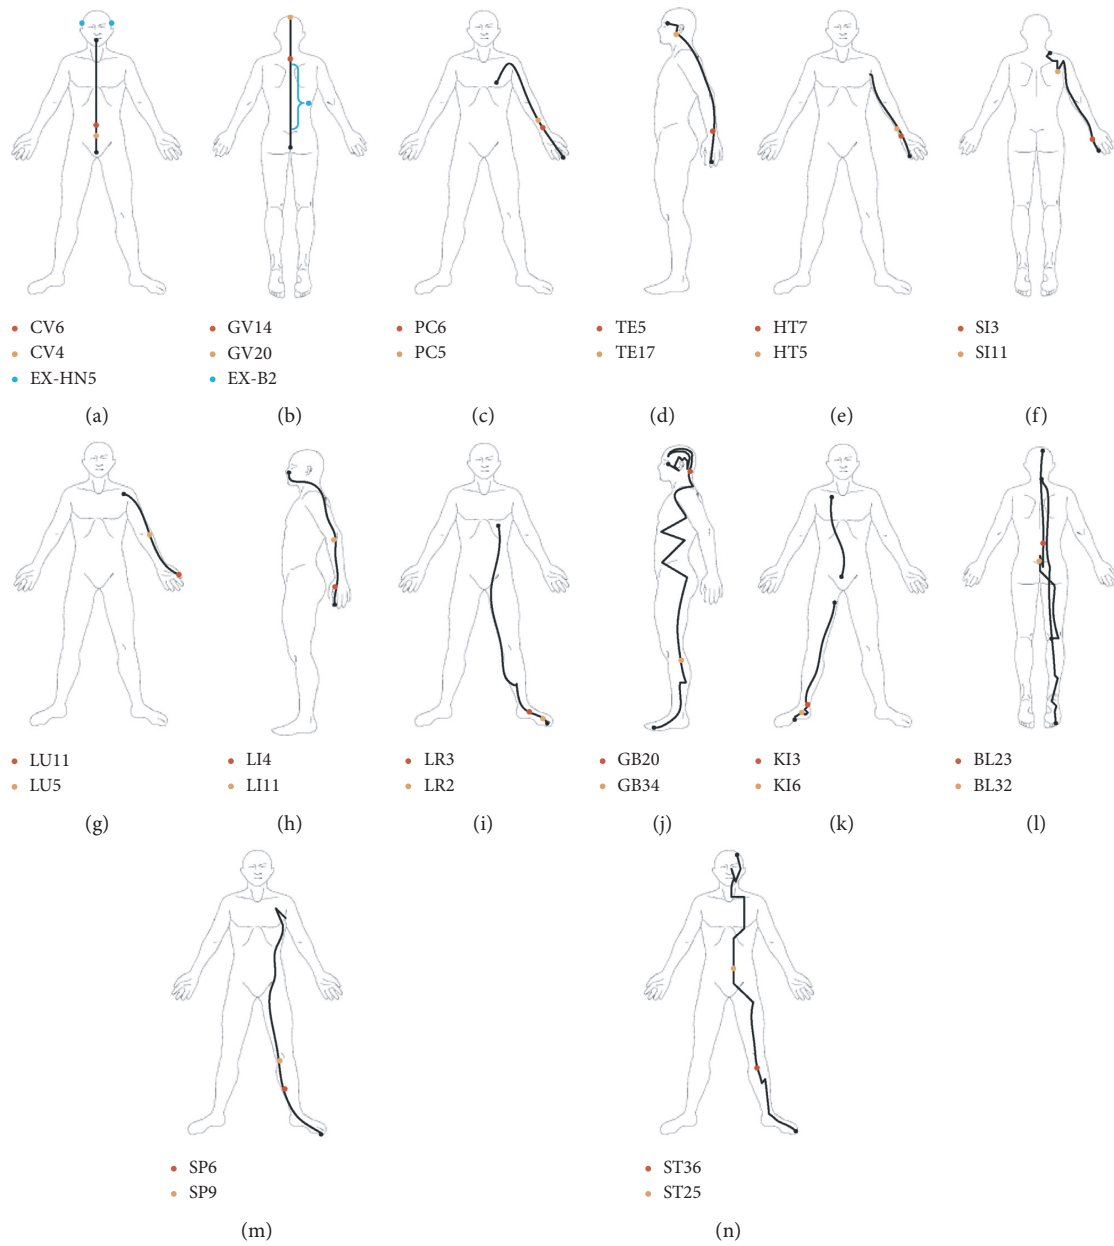 CV6
CV4
EX-HN5
(a)
GV14
GV20
EX-B2
(b)
PC6
PC5
(c)
TE5
TE17
(d)
HT7
HT5
(e)
SI3
SI11
(f)
LU11
LU5
(g)
LI4
LI11
(h)
LR3
LR2
(i)
GB20
GB34
(j)
KI3
KI6
(k)
BL23
BL32
(l)
SP6
SP9
(m)
ST36
ST25
(n)